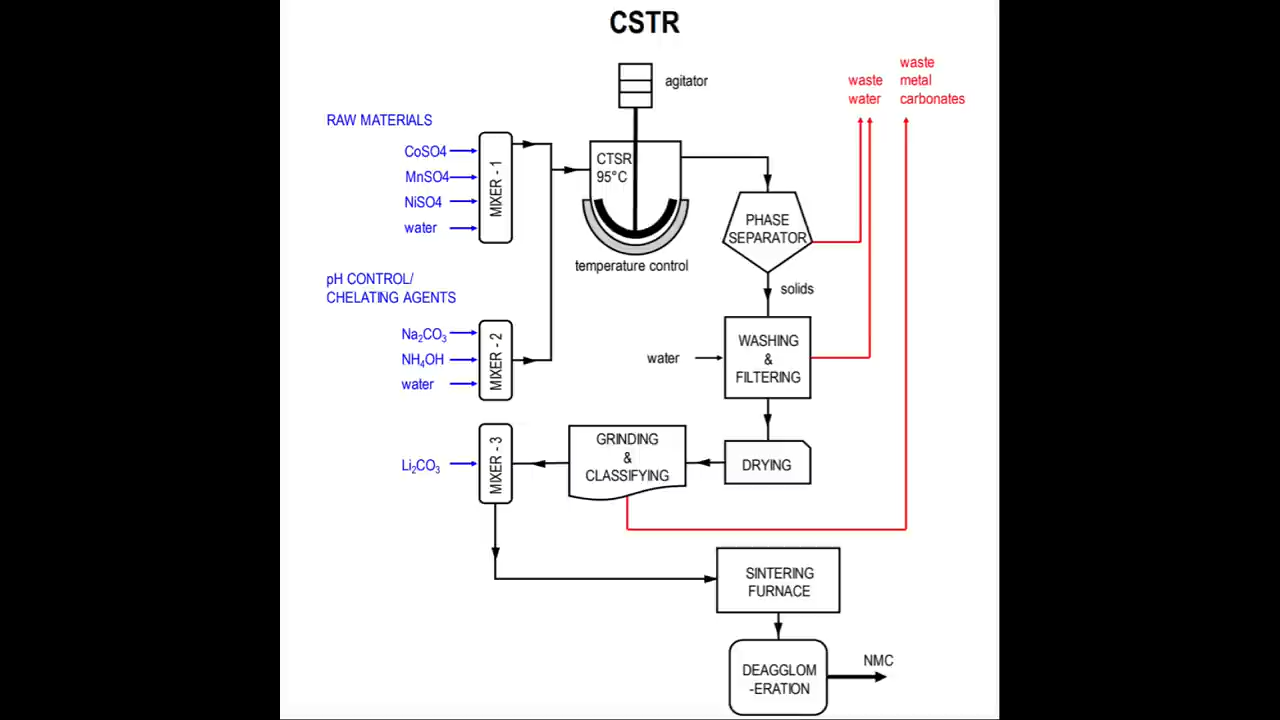 CSTR
agitator
waste
water
waste
metal
carbonates
RAW MATERIALS
CoSO4
MnSO4
NiSO4
water
MIXER - 1
CTSR
95°C
temperature control
PHASE
SEPARATOR
solids
pH CONTROL/
CHELATING AGENTS
Na₂CO₃
NH₄OH
water
MIXER - 2
water
WASHING
&
FILTERING
DRYING
GRINDING
&
CLASSIFYING
Li₂CO₃
MIXER - 3
SINTERING
FURNACE
DEAGGLOM
-ERATION
NMC